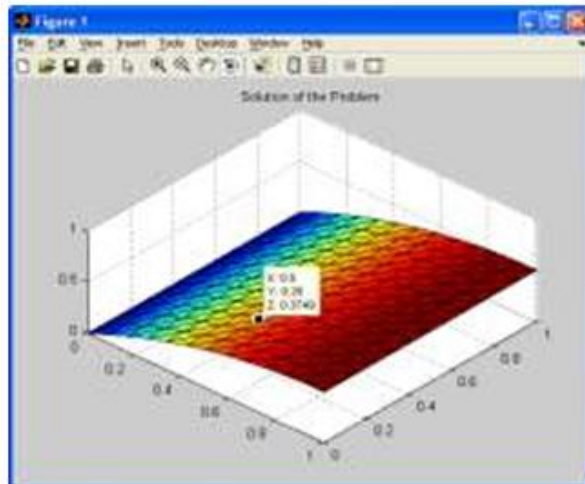 Figure 1
File Edit View Insert Tools Desktop Window Help
Solution of the Problem
1
0.5
0
X: 0.5
Y: 0.26
Z: 0.3749
0
0.2
0.4
0.6
0.8
1
0
0.2
0.4
0.6
0.8
1